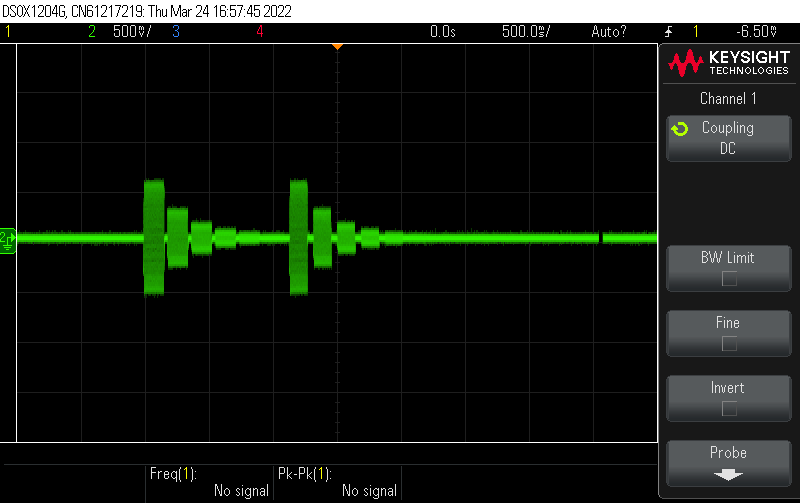 DSOX1204G, CN61217219: Thu Mar 24 16:57:45 2022
1 2 500♉/ 3 4 0.0s 500.0♏/ Auto? 1 -6.50♉
KEYSIGHT
TECHNOLOGIES
Channel 1
Coupling
DC
2
BW Limit
Fine
Invert
Probe
Freq(1): Pk-Pk(1):
No signal No signal